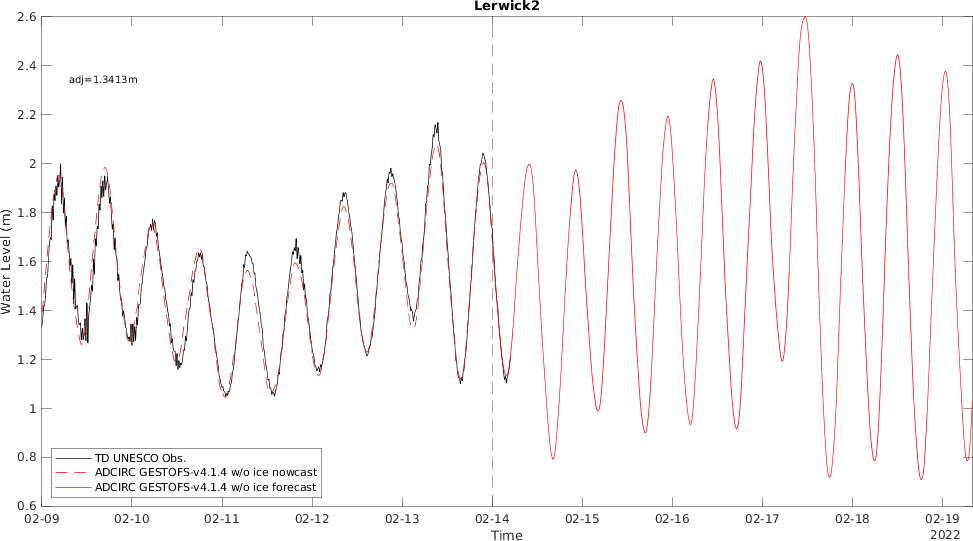 Lerwick2
2.6
2.4
adj=1.3413m
2.2
2
1.8
1.6
1.4
1.2
1
0.8
0.6
Water Level (m)
TD UNESCO Obs.
ADCIRC GESTOFS-v4.1.4 w/o ice nowcast
ADCIRC GESTOFS-v4.1.4 w/o ice forecast
02-09 02-10 02-11 02-12 02-13 02-14 02-15 02-16 02-17 02-18 02-19
Time
2022